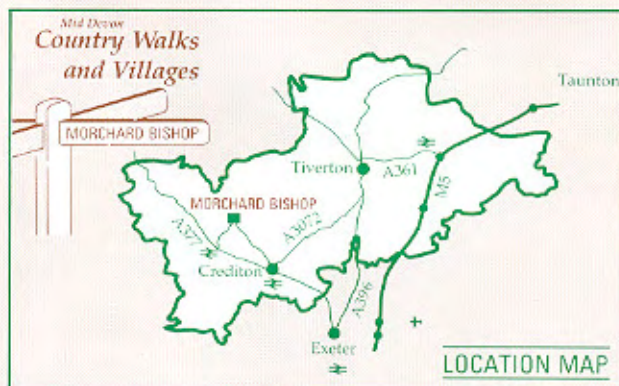 Mid Devon
Country Walks
and Villages
MORCHARD BISHOP
Taunton
Tiverton
A361
M5
MORCHARD BISHOP
A377
A3072
Crediton
A396
Exeter
LOCATION MAP